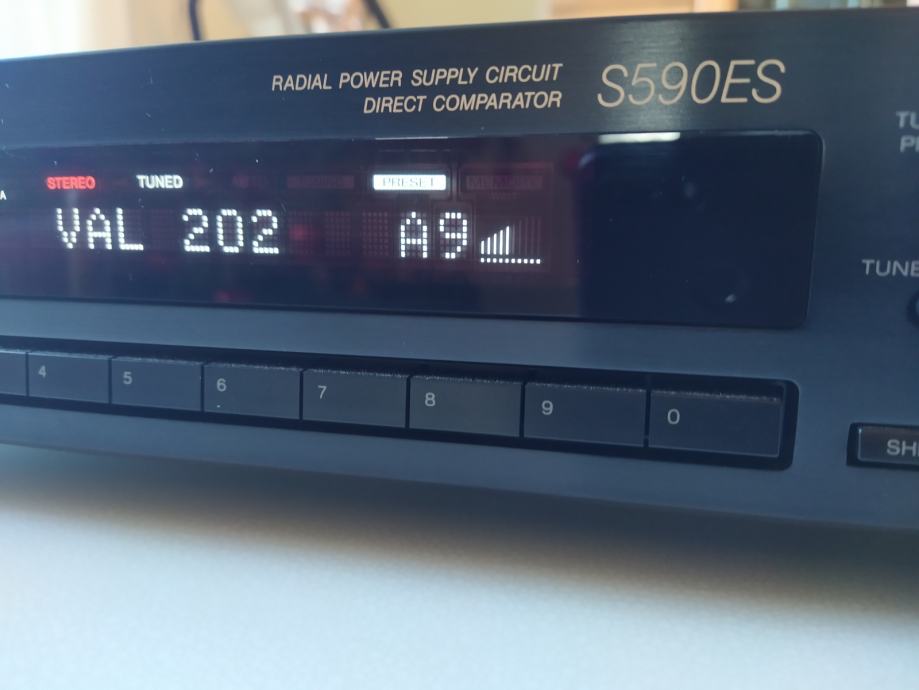 RADIAL POWER SUPPLY CIRCUIT
DIRECT COMPARATOR
S590ES
A
STEREO TUNED PRESET MEMORY
VAL 202 A9
4 5 6 7 8 9 0